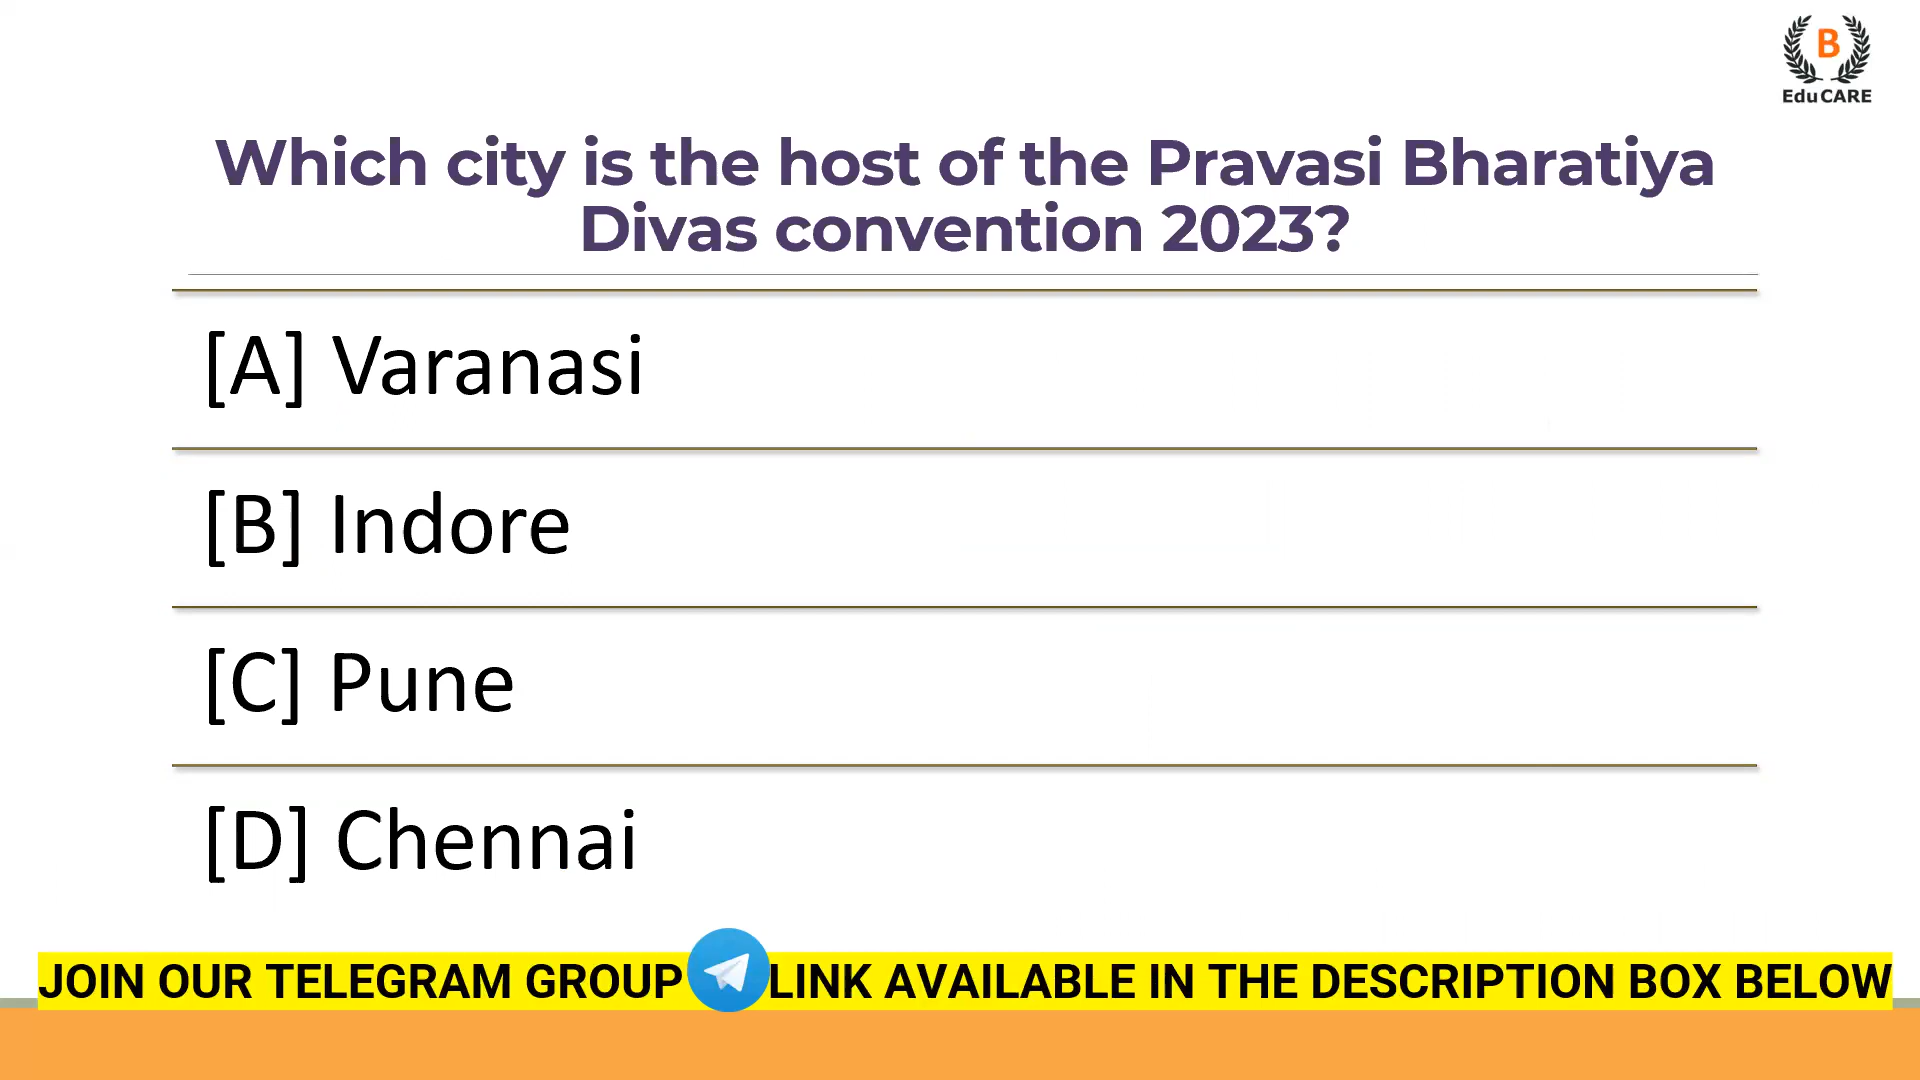 B
EduCARE
Which city is the host of the Pravasi Bharatiya
Divas convention 2023?
[A] Varanasi
[B] Indore
[C] Pune
[D] Chennai
JOIN OUR TELEGRAM GROUP LINK AVAILABLE IN THE DESCRIPTION BOX BELOW